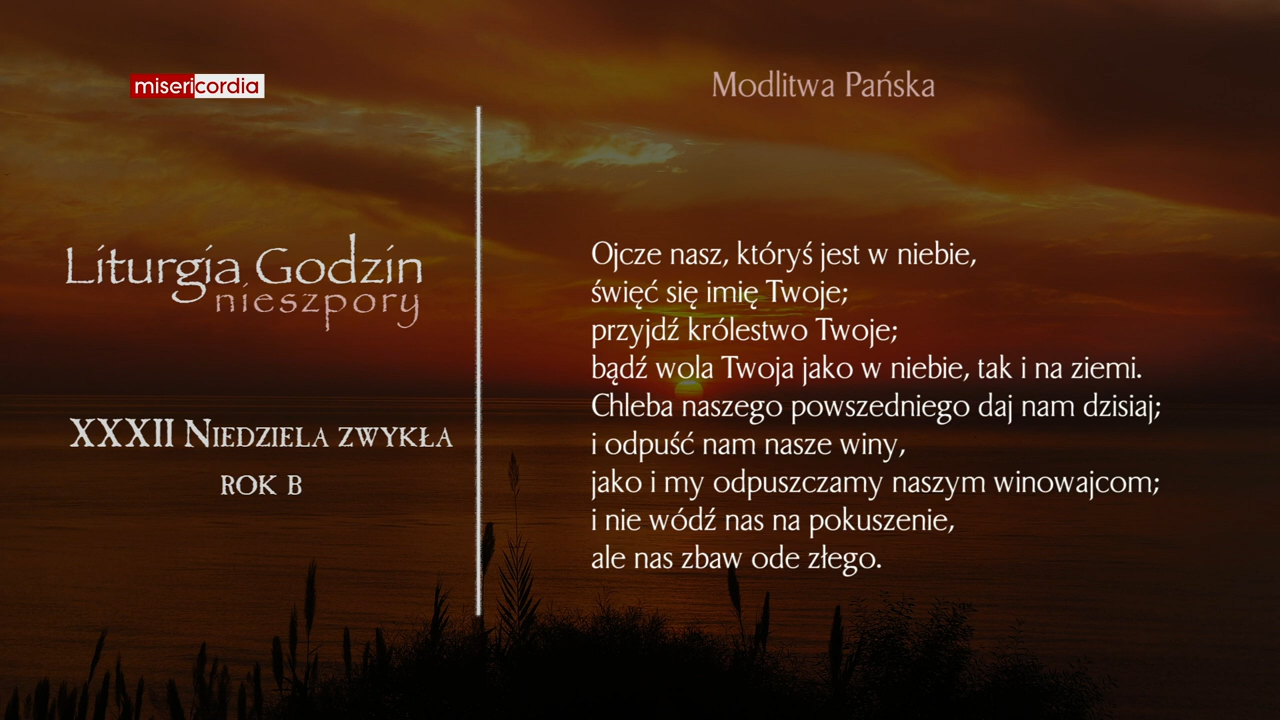 misericordia
Liturgia Godzin
nieszpory
XXXII Niedziela zwykła
rok B
Modlitwa Pańska
Ojcze nasz, któryś jest w niebie,
święć się imię Twoje;
przyjdź królestwo Twoje;
bądź wola Twoja jako w niebie, tak i na ziemi.
Chleba naszego powszedniego daj nam dzisiaj;
i odpuść nam nasze winy,
jako i my odpuszczamy naszym winowajcom;
i nie wódź nas na pokuszenie,
ale nas zbaw ode złego.